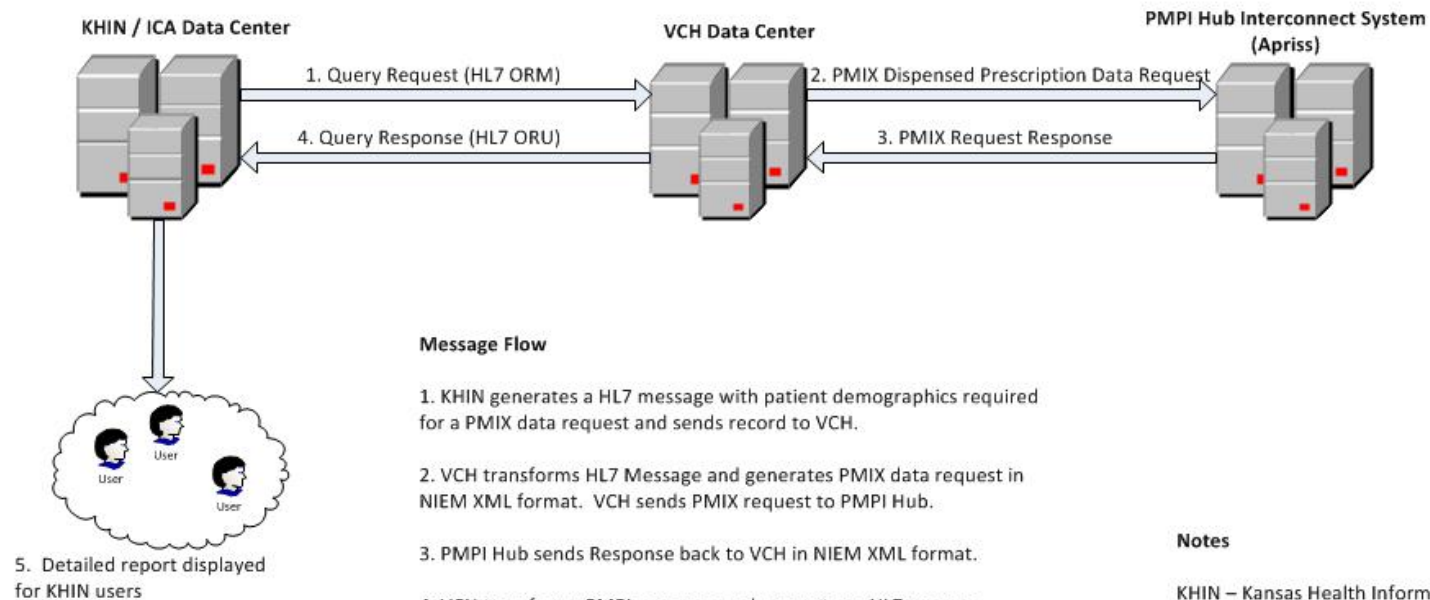 KHIN / ICA Data Center
VCH Data Center
PMPI Hub Interconnect System
(Apriss)
1. Query Request (HL7 ORM)
2. PMIX Dispensed Prescription Data Request
4. Query Response (HL7 ORU)
3. PMIX Request Response
User
User
User
5. Detailed report displayed
for KHIN users
Message Flow
1. KHIN generates a HL7 message with patient demographics required
for a PMIX data request and sends record to VCH.
2. VCH transforms HL7 Message and generates PMIX data request in
NIEM XML format. VCH sends PMIX request to PMPI Hub.
3. PMPI Hub sends Response back to VCH in NIEM XML format.
Notes
KHIN – Kansas Health Inform